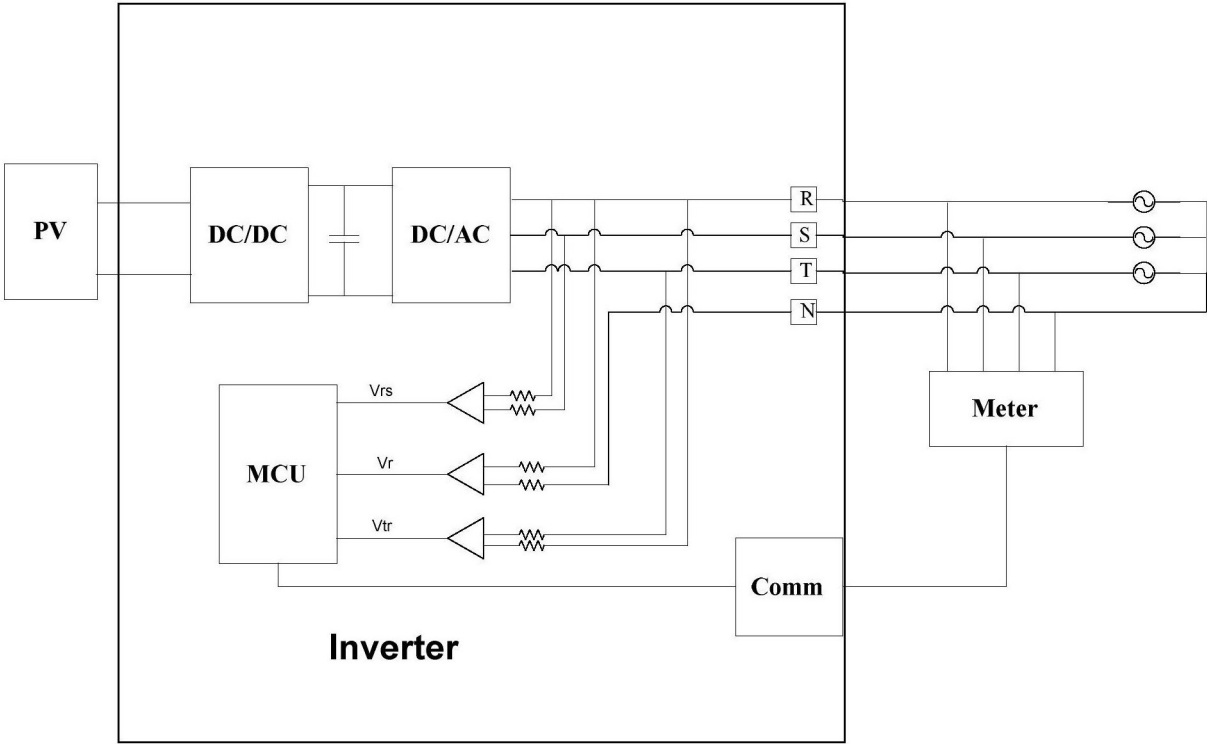 PV
DC/DC
DC/AC
R
S
T
N
Vrs
MCU
Vr
Vtr
Meter
Comm
Inverter